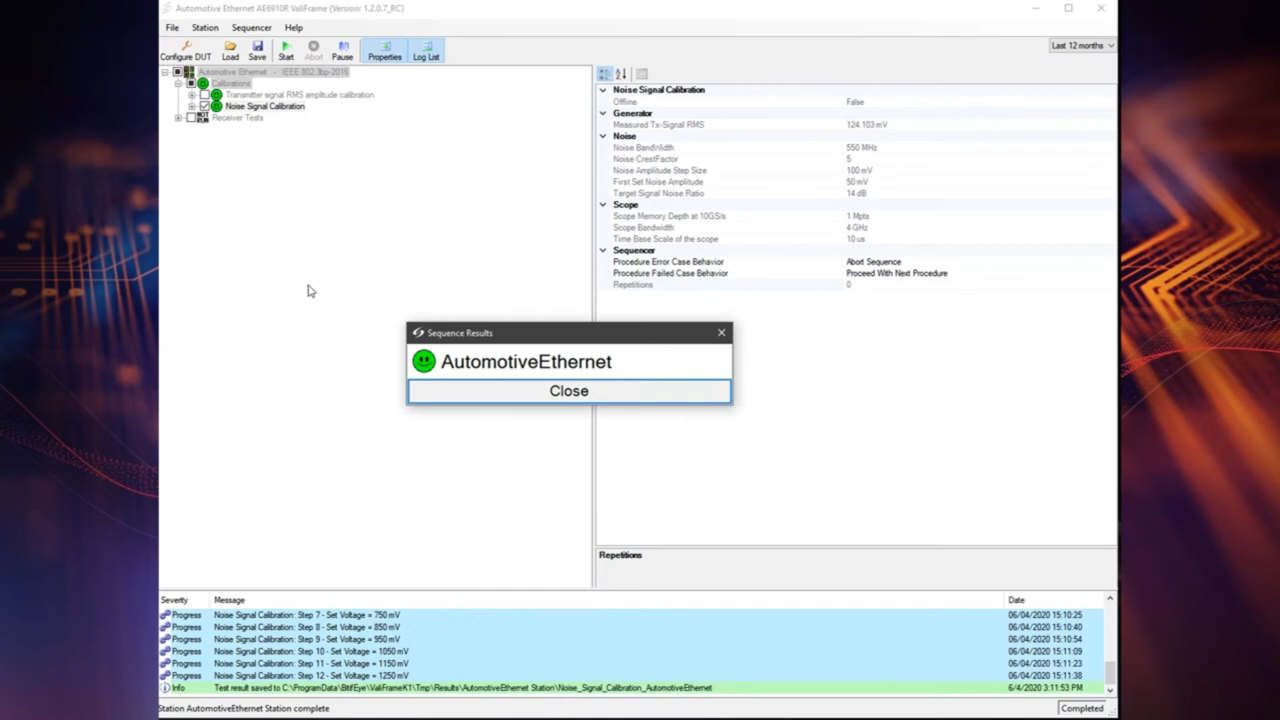 Automotive Ethernet AE6910R ValiFrame (Version: 1.2.0.7_RC)
File Station Sequencer Help
Configure DUT Load Save Start Abort Pause Properties Log List Last 12 months
Automotive Ethernet - IEEE 802.3bp-2016
Calibrations
Transmitter signal RMS amplitude calibration
Noise Signal Calibration
NOT RUN Receiver Tests
Noise Signal Calibration
Offline False
Generator
Measured Tx-Signal RMS 124.103 mV
Noise
Noise BandWidth 550 MHz
Noise CrestFactor 5
Noise Amplitude Step Size 100 mV
First Set Noise Amplitude 50 mV
Target Signal Noise Ratio 14 dB
Scope
Scope Memory Depth at 10GS/s 1 Mpts
Scope Bandwidth 4 GHz
Time Base Scale of the scope 10 us
Sequencer
Procedure Error Case Behavior Abort Sequence
Procedure Failed Case Behavior Proceed With Next Procedure
Repetitions 0
Sequence Results
AutomotiveEthernet
Close
Repetitions
Severity Message Date
Progress Noise Signal Calibration: Step 7 - Set Voltage = 750 mV 06/04/2020 15:10:25
Progress Noise Signal Calibration: Step 8 - Set Voltage = 850 mV 06/04/2020 15:10:40
Progress Noise Signal Calibration: Step 9 - Set Voltage = 950 mV 06/04/2020 15:10:54
Progress Noise Signal Calibration: Step 10 - Set Voltage = 1050 mV 06/04/2020 15:11:09
Progress Noise Signal Calibration: Step 11 - Set Voltage = 1150 mV 06/04/2020 15:11:23
Progress Noise Signal Calibration: Step 12 - Set Voltage = 1250 mV 06/04/2020 15:11:38
Info Test result saved to C:\ProgramData\BitifEye\ValiFrameK1\Tmp\Results\AutomotiveEthernet Station\Noise_Signal_Calibration_AutomotiveEthernet 6/4/2020 3:11:53 PM
Station AutomotiveEthernet Station complete Completed